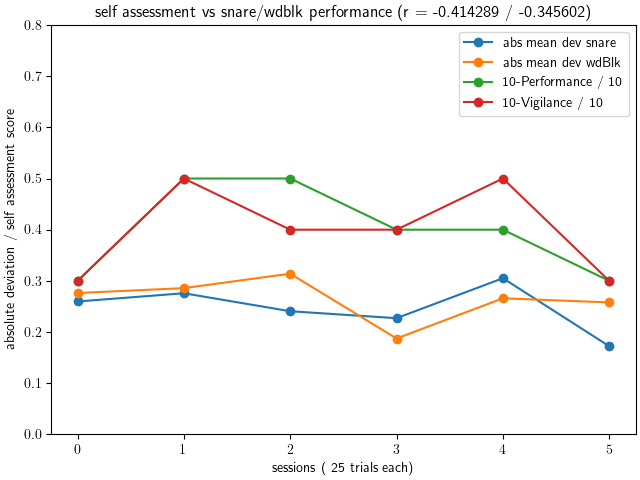 self assessment vs snare/wdblk performance (r = -0.414289 / -0.345602)
abs mean dev snare
abs mean dev wdBlk
10-Performance / 10
10-Vigilance / 10
absolute deviation / self assessment score
0.8
0.7
0.6
0.5
0.4
0.3
0.2
0.1
0.0
0 1 2 3 4 5
sessions ( 25 trials each)